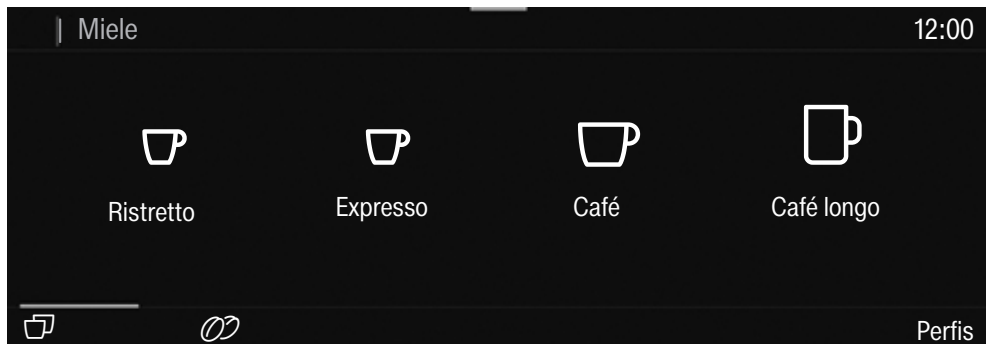 Miele
12:00
Ristretto
Expresso
Café
Café longo
Perfis